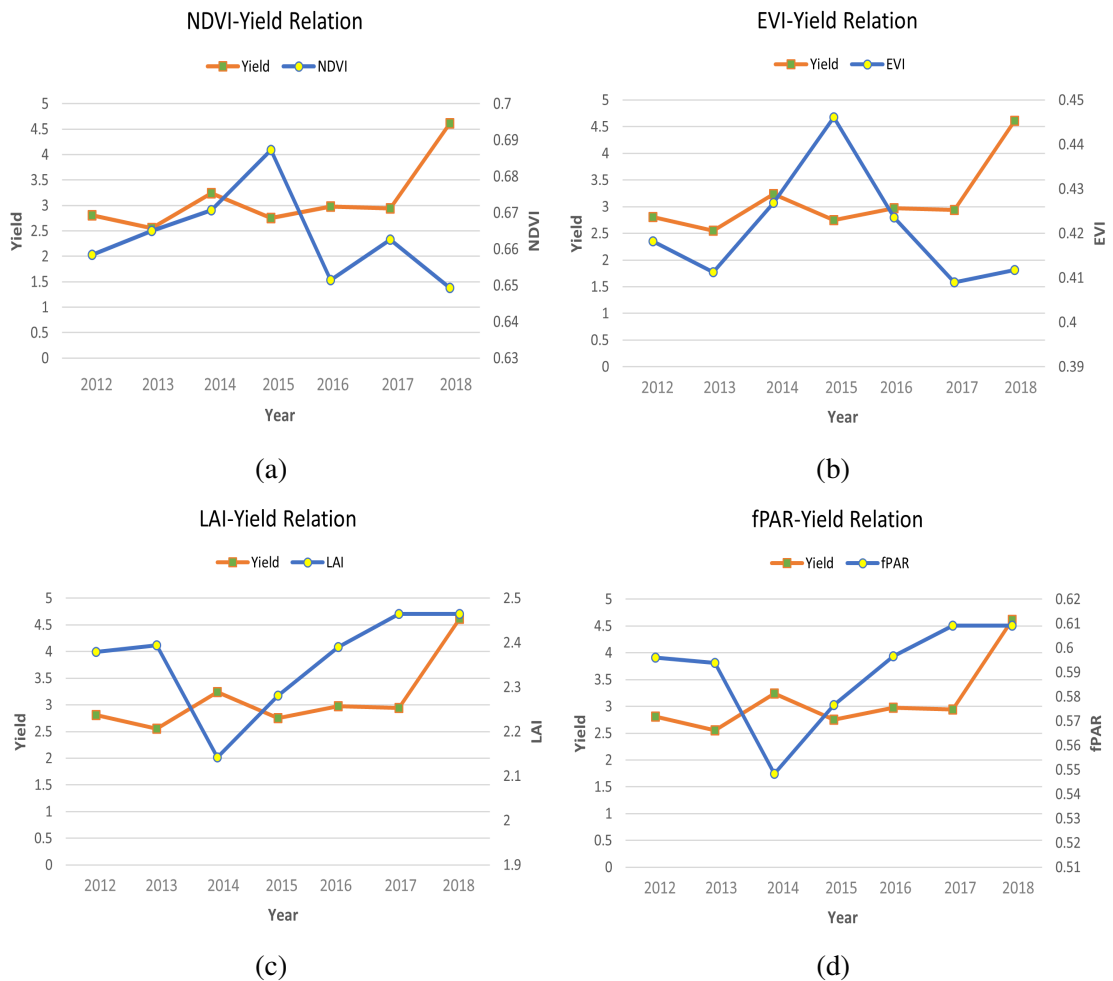 NDVI-Yield Relation
Yield NDVI
5
4.5
4
3.5
3
2.5
2
1.5
1
0.5
0
Yield
0.7
0.69
0.68
0.67
0.66
0.65
0.64
0.63
NDVI
2012 2013 2014 2015 2016 2017 2018
Year
(a)
EVI-Yield Relation
Yield EVI
5
4.5
4
3.5
3
2.5
2
1.5
1
0.5
0
Yield
0.45
0.44
0.43
0.42
0.41
0.4
0.39
EVI
2012 2013 2014 2015 2016 2017 2018
Year
(b)
LAI-Yield Relation
Yield LAI
5
4.5
4
3.5
3
2.5
2
1.5
1
0.5
0
Yield
2.5
2.4
2.3
2.2
2.1
2
1.9
LAI
2012 2013 2014 2015 2016 2017 2018
Year
(c)
fPAR-Yield Relation
Yield fPAR
5
4.5
4
3.5
3
2.5
2
1.5
1
0.5
0
Yield
0.62
0.61
0.6
0.59
0.58
0.57
0.56
0.55
0.54
0.53
0.52
0.51
fPAR
2012 2013 2014 2015 2016 2017 2018
Year
(d)